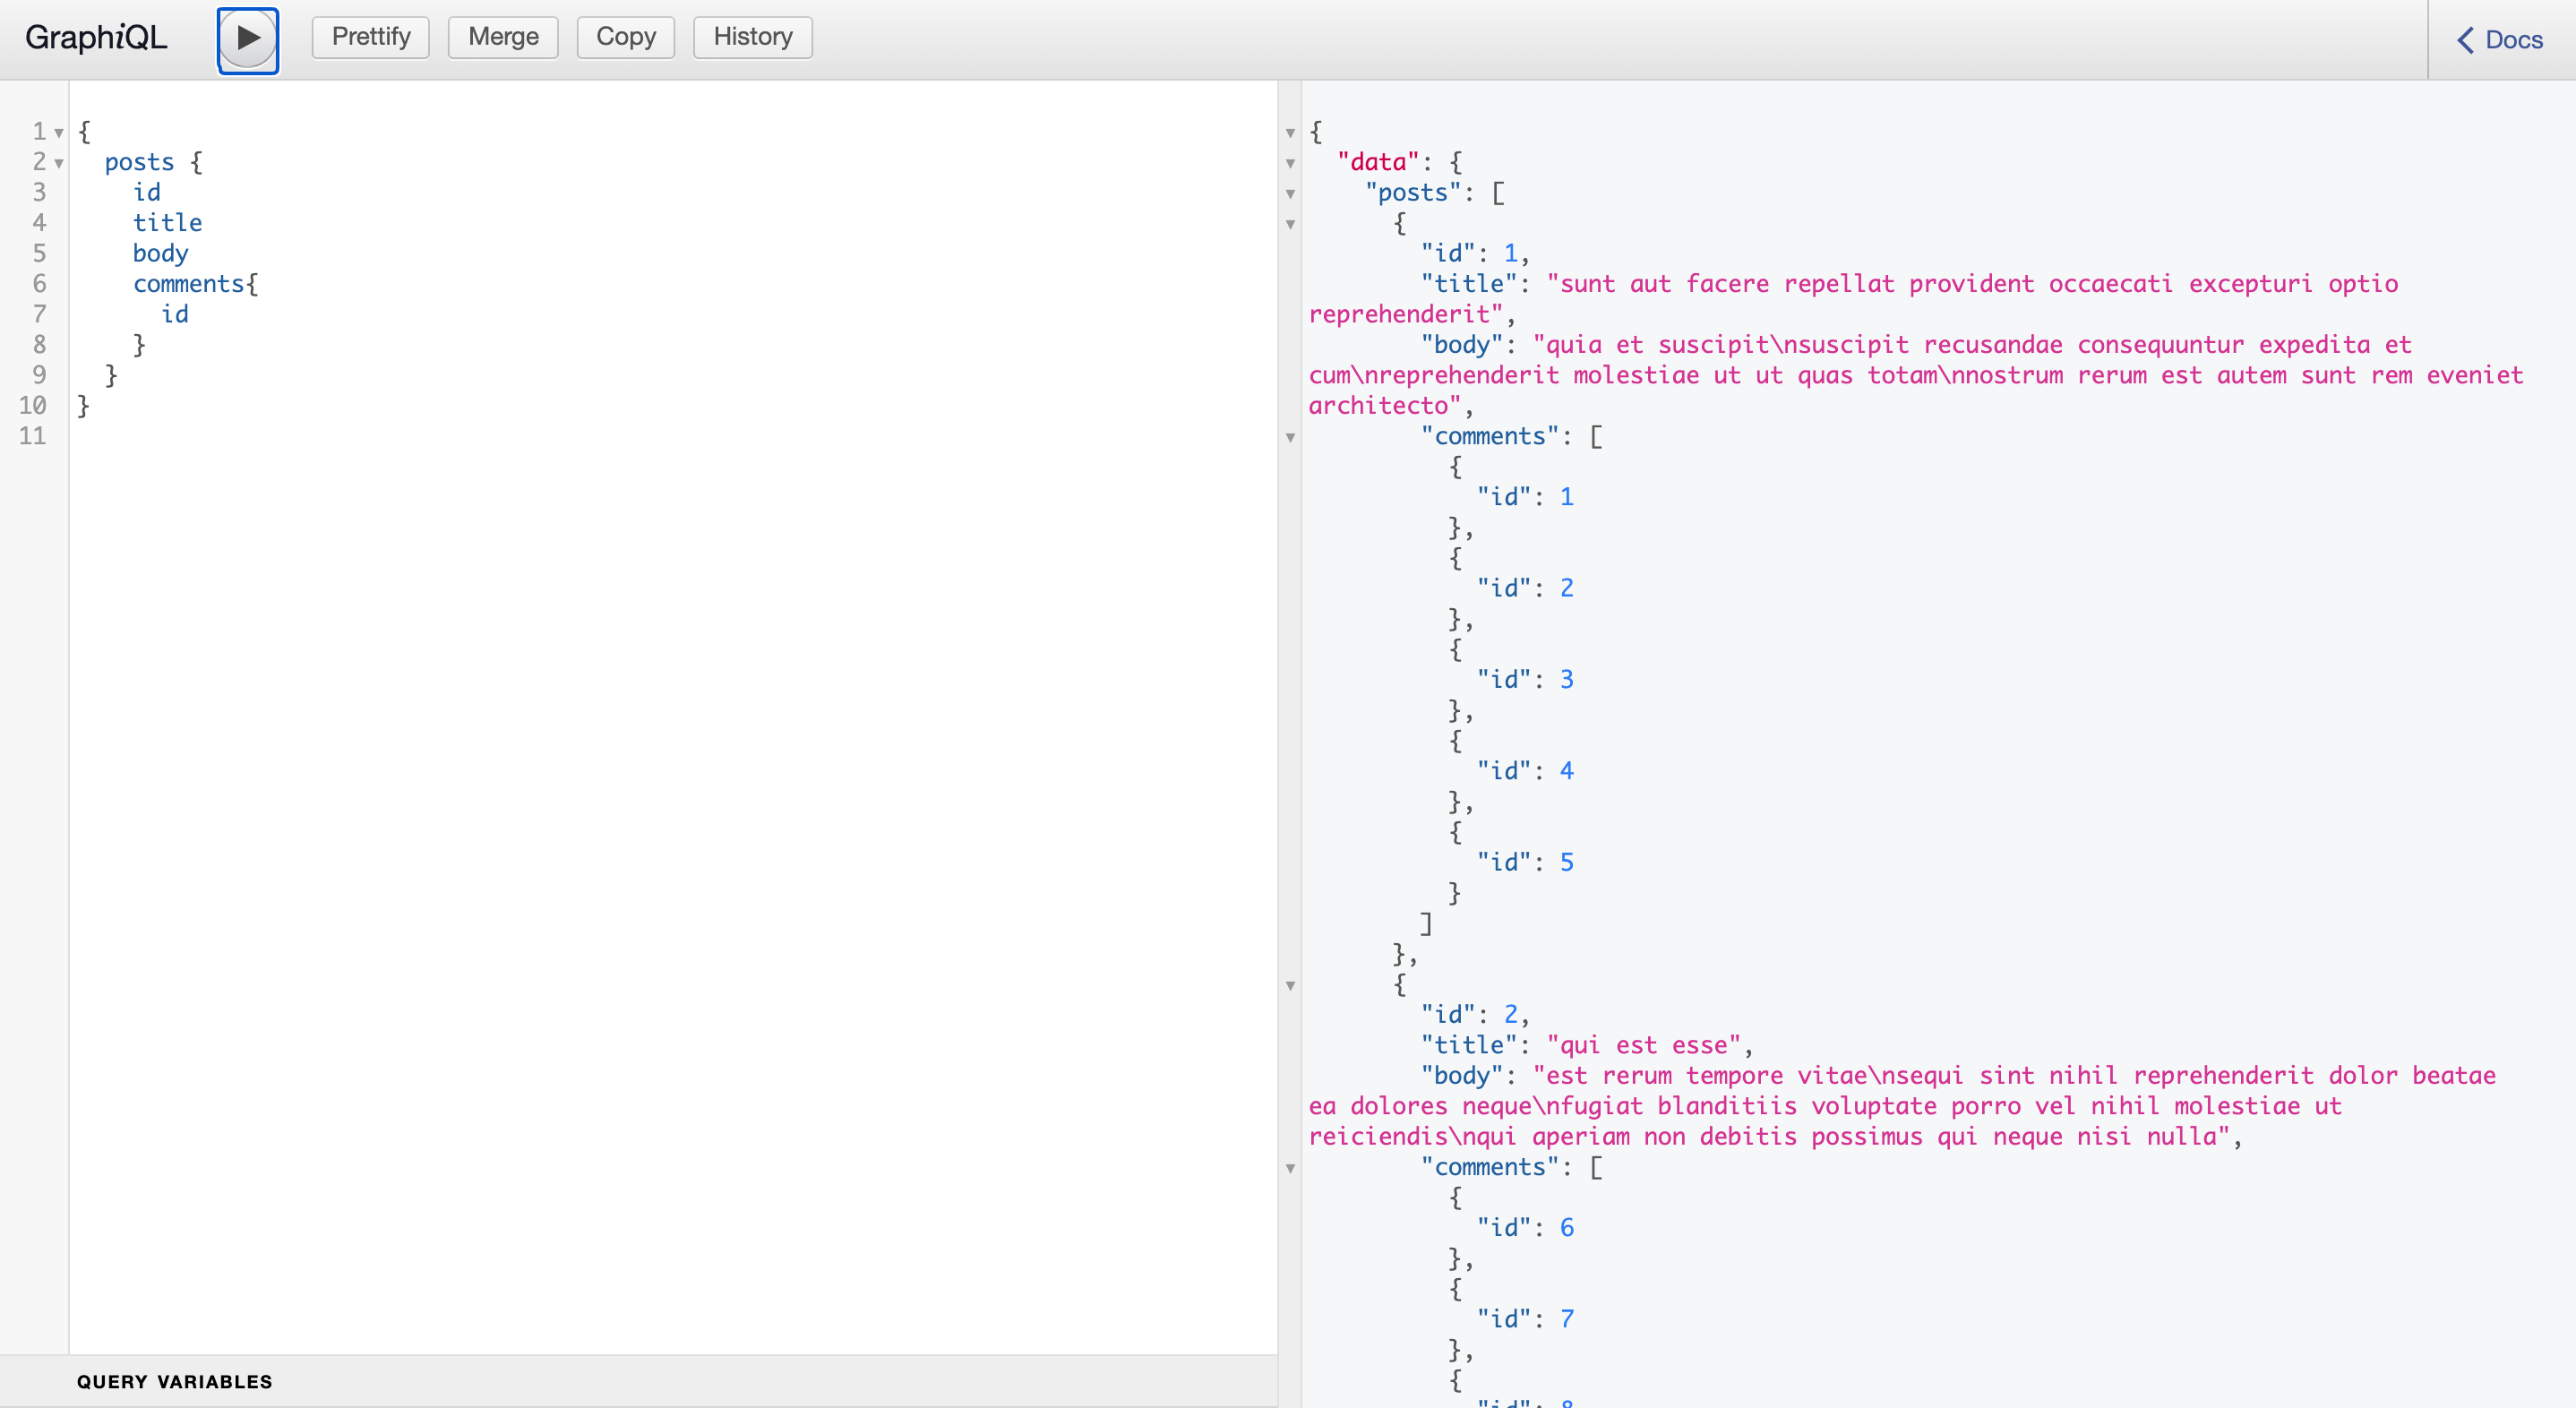 GraphiQL
Prettify
Merge
Copy
History
Docs
1 {
2   posts {
3     id
4     title
5     body
6     comments{
7       id
8     }
9   }
10 }
11
QUERY VARIABLES
{
  "data": {
    "posts": [
      {
        "id": 1,
        "title": "sunt aut facere repellat provident occaecati excepturi optio
reprehenderit",
        "body": "quia et suscipit\nsuscipit recusandae consequuntur expedita et
cum\nreprehenderit molestiae ut ut quas totam\nnostrum rerum est autem sunt rem eveniet
architecto",
        "comments": [
          {
            "id": 1
          },
          {
            "id": 2
          },
          {
            "id": 3
          },
          {
            "id": 4
          },
          {
            "id": 5
          }
        ]
      },
      {
        "id": 2,
        "title": "qui est esse",
        "body": "est rerum tempore vitae\nsequi sint nihil reprehenderit dolor beatae
ea dolores neque\nfugiat blanditiis voluptate porro vel nihil molestiae ut
reiciendis\nqui aperiam non debitis possimus qui neque nisi nulla",
        "comments": [
          {
            "id": 6
          },
          {
            "id": 7
          },
          {
            "id": 8